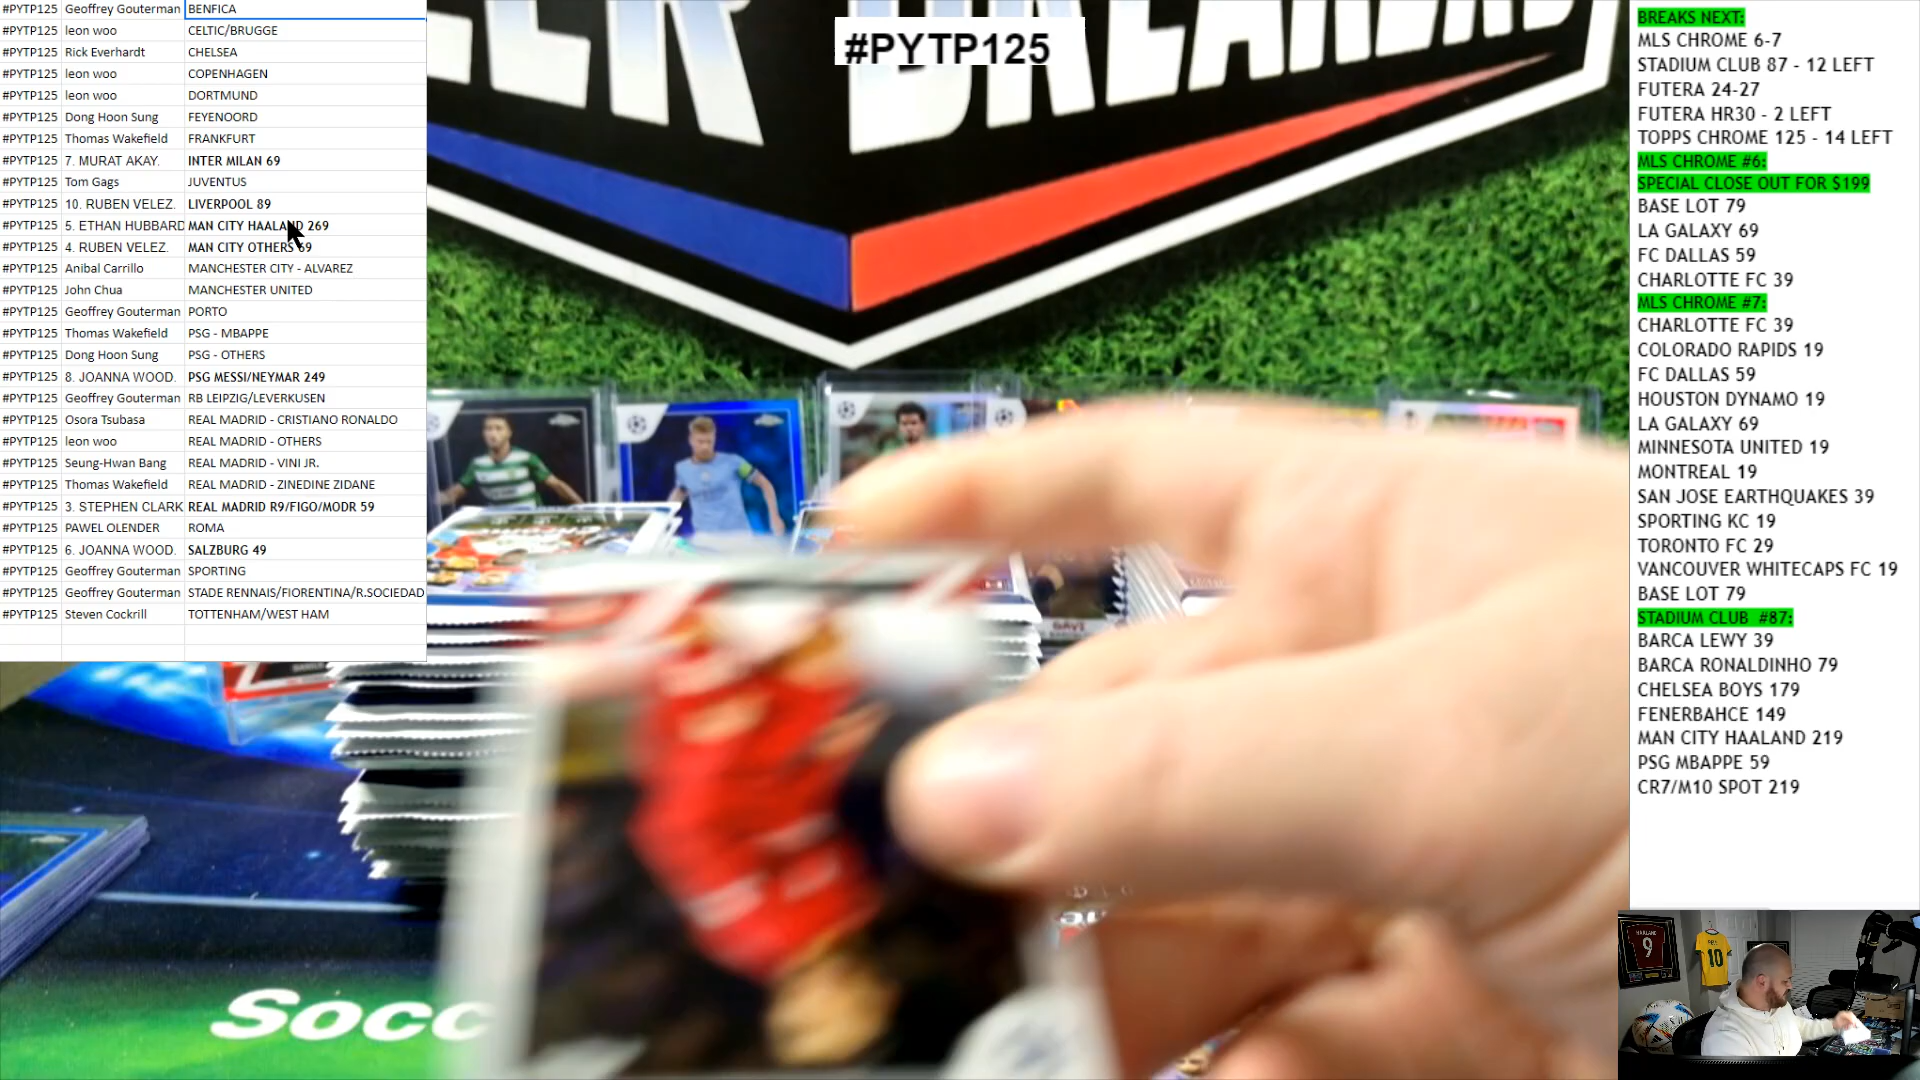 #PYTP125 Geoffrey Gouterman BENFICA
#PYTP125 leon woo CELTIC/BRUGGE
#PYTP125 Rick Everhardt CHELSEA
#PYTP125 leon woo COPENHAGEN
#PYTP125 leon woo DORTMUND
#PYTP125 Dong Hoon Sung FEYENOORD
#PYTP125 Thomas Wakefield FRANKFURT
#PYTP125 7. MURAT AKAY. INTER MILAN 69
#PYTP125 Tom Gags JUVENTUS
#PYTP125 10. RUBEN VELEZ. LIVERPOOL 89
#PYTP125 5. ETHAN HUBBARD MAN CITY HAALAND 269
#PYTP125 4. RUBEN VELEZ. MAN CITY OTHERS 69
#PYTP125 Anibal Carrillo MANCHESTER CITY - ALVAREZ
#PYTP125 John Chua MANCHESTER UNITED
#PYTP125 Geoffrey Gouterman PORTO
#PYTP125 Thomas Wakefield PSG - MBAPPE
#PYTP125 Dong Hoon Sung PSG - OTHERS
#PYTP125 8. JOANNA WOOD. PSG MESSI/NEYMAR 249
#PYTP125 Geoffrey Gouterman RB LEIPZIG/LEVERKUSEN
#PYTP125 Osora Tsubasa REAL MADRID - CRISTIANO RONALDO
#PYTP125 leon woo REAL MADRID - OTHERS
#PYTP125 Seung-Hwan Bang REAL MADRID - VINI JR.
#PYTP125 Thomas Wakefield REAL MADRID - ZINEDINE ZIDANE
#PYTP125 3. STEPHEN CLARK REAL MADRID R9/FIGO/MODR 59
#PYTP125 PAWEL OLENDER ROMA
#PYTP125 6. JOANNA WOOD. SALZBURG 49
#PYTP125 Geoffrey Gouterman SPORTING
#PYTP125 Geoffrey Gouterman STADE RENNAIS/FIORENTINA/R.SOCIEDAD
#PYTP125 Steven Cockrill TOTTENHAM/WEST HAM
#PYTP125
GAVI
Socc
BREAKS NEXT:
MLS CHROME 6-7
STADIUM CLUB 87 - 12 LEFT
FUTERA 24-27
FUTERA HR30 - 2 LEFT
TOPPS CHROME 125 - 14 LEFT
MLS CHROME #6:
SPECIAL CLOSE OUT FOR $199
BASE LOT 79
LA GALAXY 69
FC DALLAS 59
CHARLOTTE FC 39
MLS CHROME #7:
CHARLOTTE FC 39
COLORADO RAPIDS 19
FC DALLAS 59
HOUSTON DYNAMO 19
LA GALAXY 69
MINNESOTA UNITED 19
MONTREAL 19
SAN JOSE EARTHQUAKES 39
SPORTING KC 19
TORONTO FC 29
VANCOUVER WHITECAPS FC 19
BASE LOT 79
STADIUM CLUB #87:
BARCA LEWY 39
BARCA RONALDINHO 79
CHELSEA BOYS 179
FENERBAHCE 149
MAN CITY HAALAND 219
PSG MBAPPE 59
CR7/M10 SPOT 219
9
10